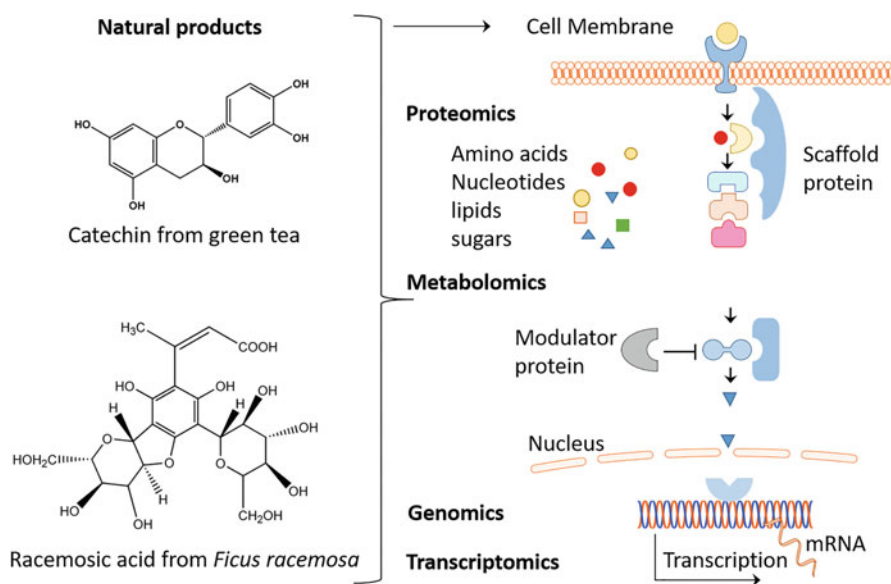 Natural products
OH
OH
HO
O
OH
OH
Catechin from green tea
H₃C
COOH
HO
OH
OH
H
H
OH
O
HOH₂C
O
O
HO
H
OH
OH
OH
CH₂OH
Racemosic acid from Ficus racemosa
Cell Membrane
Proteomics
Amino acids
Nucleotides
lipids
sugars
Scaffold
protein
Metabolomics
Modulator
protein
Nucleus
Genomics
Transcriptomics
Transcription
mRNA